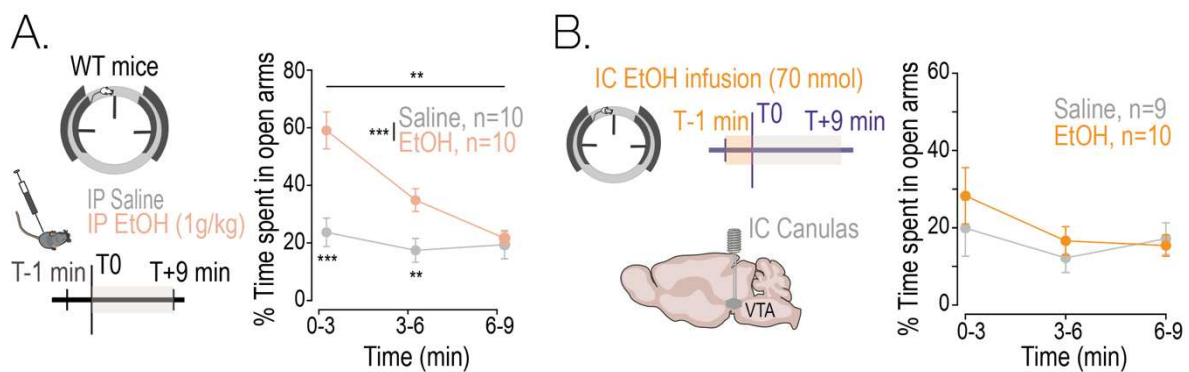 A.
WT mice
IP Saline
IP EtOH (1g/kg)
T-1 min
T0
T+9 min
% Time spent in open arms
80
60
40
20
0
**
Saline, n=10
***
EtOH, n=10
***
**
0-3
3-6
6-9
Time (min)
B.
IC EtOH infusion (70 nmol)
T-1 min
T0
T+9 min
IC Canulas
VTA
% Time spent in open arms
60
40
20
0
Saline, n=9
EtOH, n=10
0-3
3-6
6-9
Time (min)